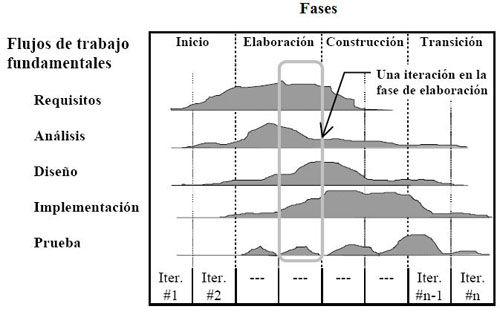 Fases
Flujos de trabajo
fundamentales
Inicio Elaboración Construcción Transición
Una iteración en la
fase de elaboración
Requisitos
Análisis
Diseño
Implementación
Prueba
Iter. Iter. --- --- --- --- Iter. Iter.
#1 #2 #n-1 #n